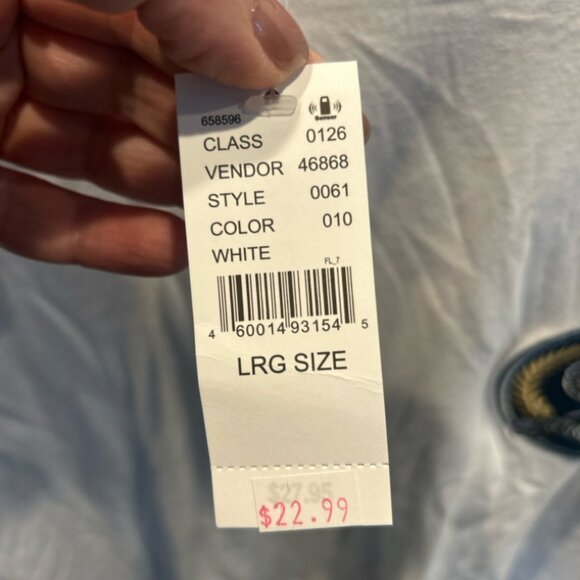 658596
Sensor
CLASS 0126
VENDOR 46868
STYLE 0061
COLOR 010
WHITE
FL_7
4 60014 93154 5
LRG SIZE
$27.95
$22.99